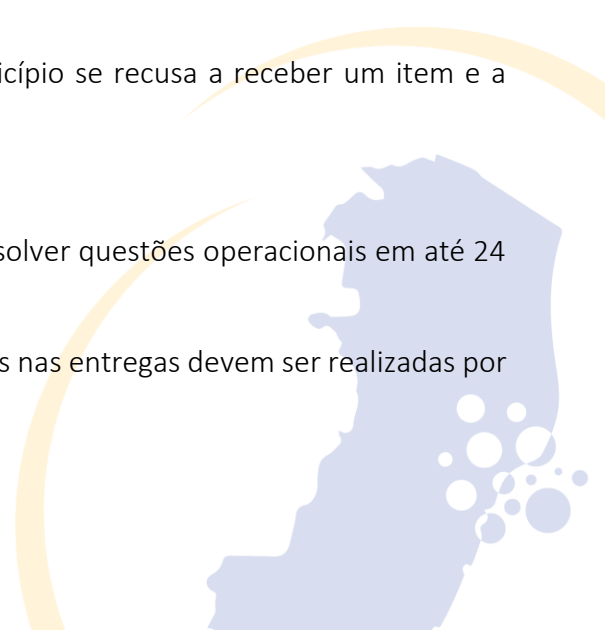 icípio se recusa a receber um item e a
solver questões operacionais em até 24
s nas entregas devem ser realizadas por